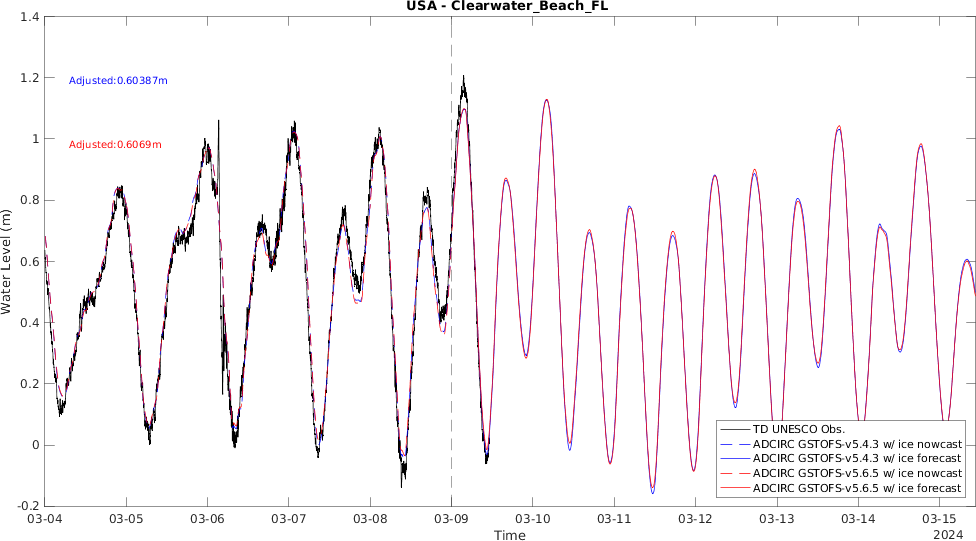 USA - Clearwater_Beach_FL
1.4
1.2
1
0.8
0.6
0.4
0.2
0
-0.2
Water Level (m)
Adjusted:0.60387m
Adjusted:0.6069m
TD UNESCO Obs.
ADCIRC GSTOFS-v5.4.3 w/ ice nowcast
ADCIRC GSTOFS-v5.4.3 w/ ice forecast
ADCIRC GSTOFS-v5.6.5 w/ ice nowcast
ADCIRC GSTOFS-v5.6.5 w/ ice forecast
03-04 03-05 03-06 03-07 03-08 03-09 03-10 03-11 03-12 03-13 03-14 03-15
Time
2024